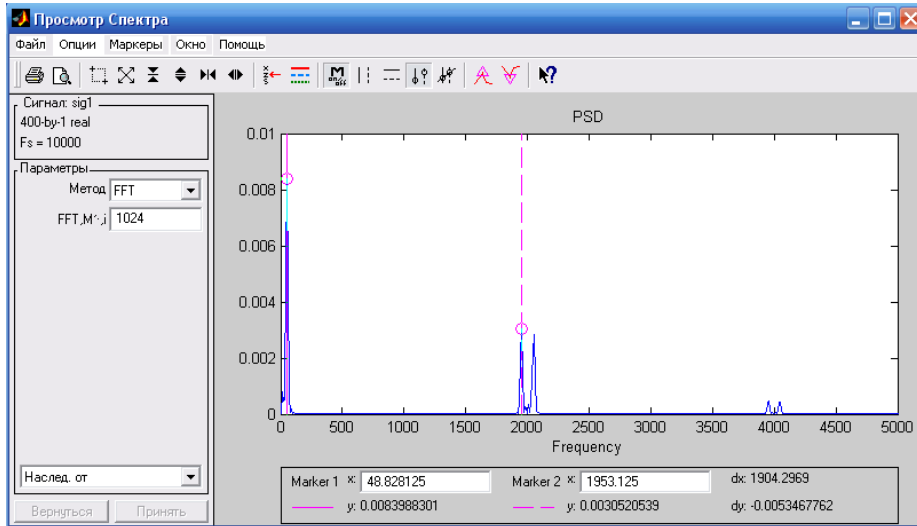 Просмотр Спектра
Файл Опции Маркеры Окно Помощь
Сигнал: sig1
400-by-1 real
Fs = 10000
Параметры
Метод FFT
1024
Наслед. от
Вернуться Принять
PSD
0.01
0.008
0.006
0.004
0.002
0
0 500 1000 1500 2000 2500 3000 3500 4000 4500 5000
Frequency
Marker 1 x: 48.828125 Marker 2 x: 1953.125 dx: 1904.2969
y: 0.0083988301 y: 0.0030520539 dy: -0.0053467762